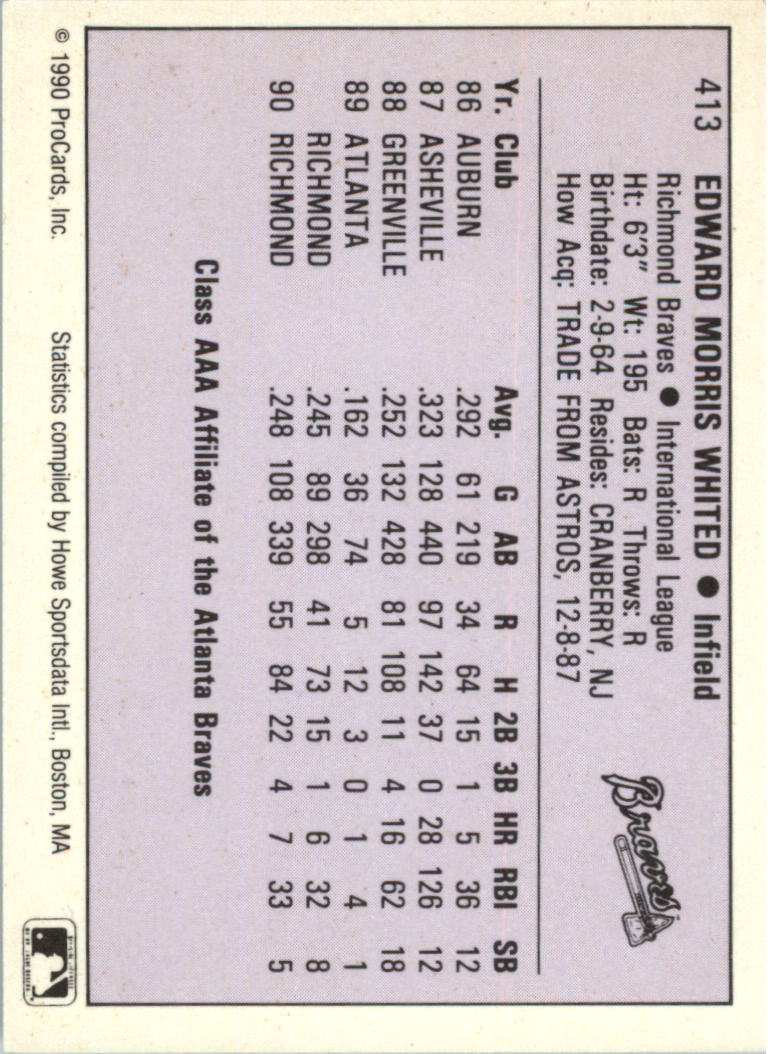 413 EDWARD MORRIS WHITED ● Infield
Richmond Braves ● International League
Ht: 6'3" Wt: 195 Bats: R Throws: R
Birthdate: 2-9-64 Resides: CRANBERRY, NJ
How Acq: TRADE FROM ASTROS, 12-8-87
Braves
Yr. Club Avg. G AB R H 2B 3B HR RBI SB
86 AUBURN .292 61 219 34 64 15 1 5 36 12
87 ASHEVILLE .323 128 440 97 142 37 0 28 126 12
88 GREENVILLE .252 132 428 81 108 11 4 16 62 18
89 ATLANTA .162 36 74 5 12 3 0 1 4 1
RICHMOND .245 89 298 41 73 15 1 6 32 8
90 RICHMOND .248 108 339 55 84 22 4 7 33 5
Class AAA Affiliate of the Atlanta Braves
© 1990 ProCards, Inc. Statistics compiled by Howe Sportsdata Intl., Boston, MA